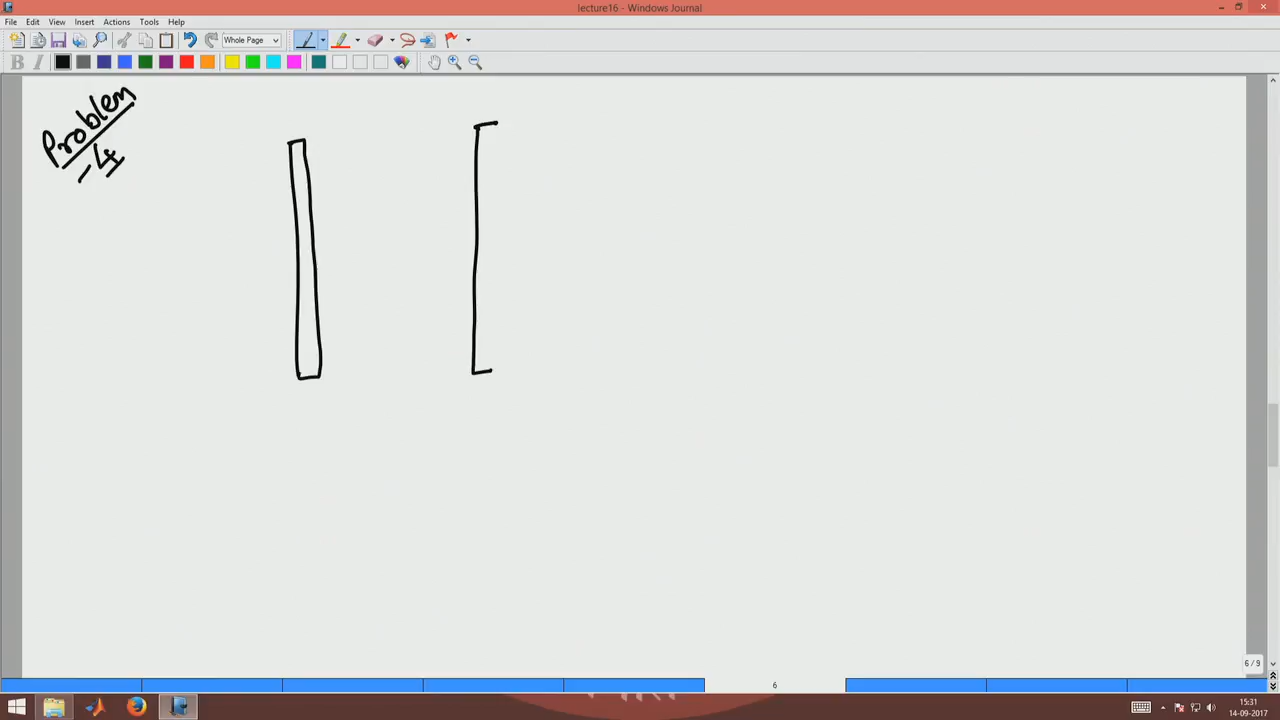 lecture16 - Windows Journal
File Edit View Insert Actions Tools Help
Whole Page
B I
Problem
-4
6 / 9
6
15:31
14-09-2017